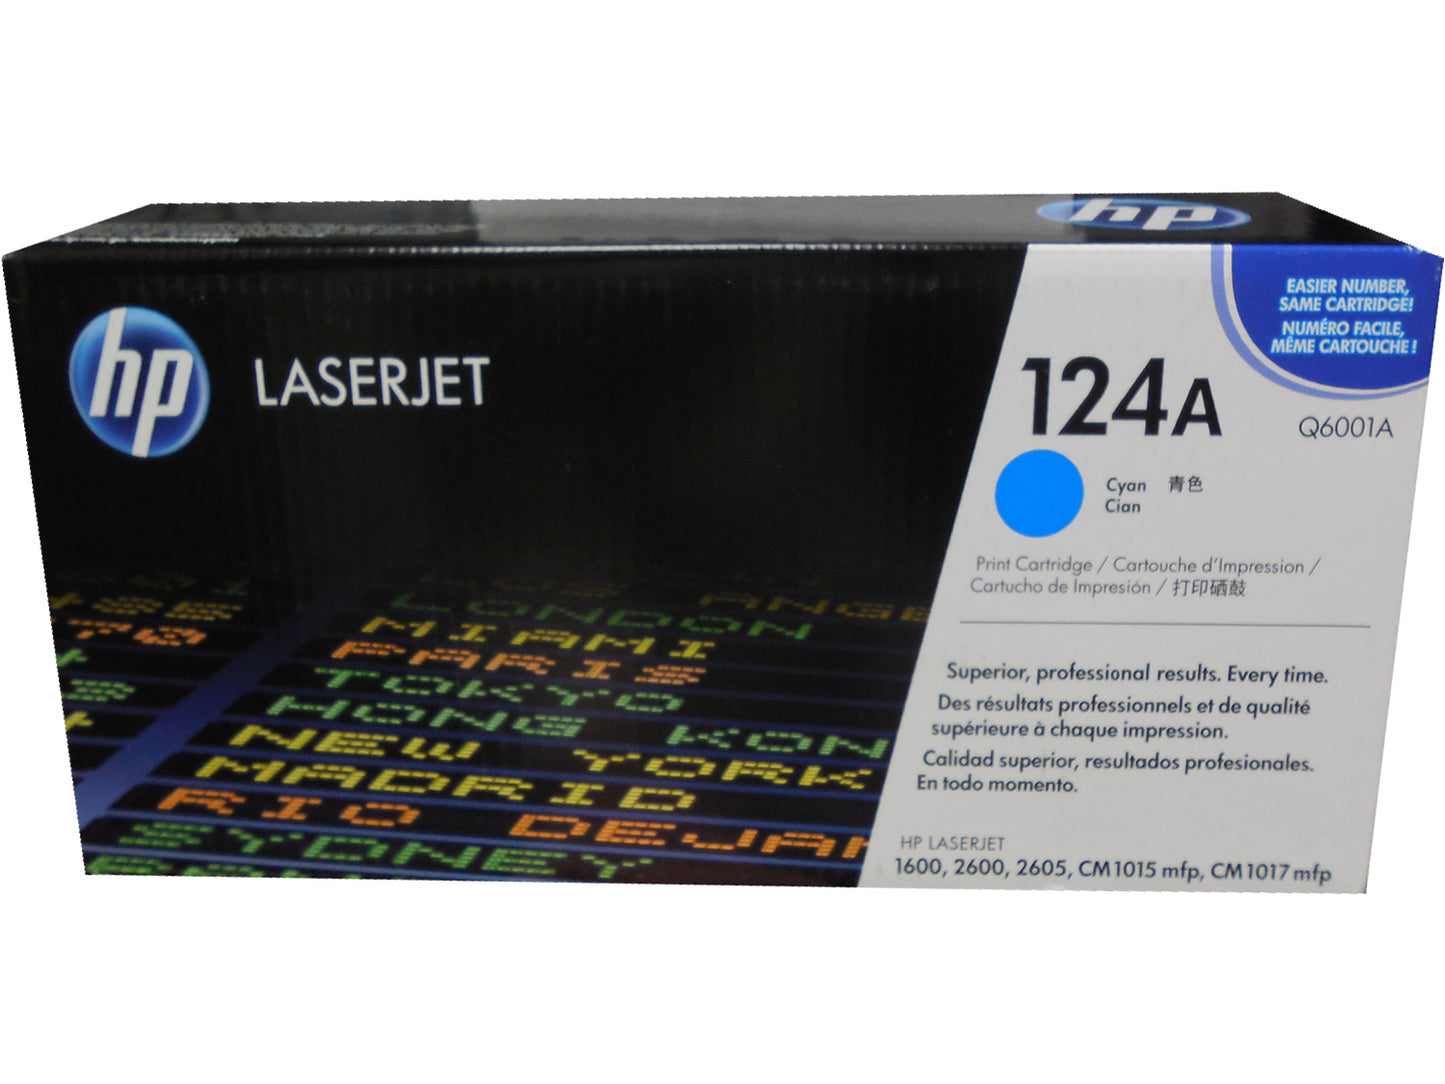 hp
hp
LASERJET
EASIER NUMBER,
SAME CARTRIDGE!
NUMÉRO FACILE,
MÊME CARTOUCHE !
124A
Q6001A
Cyan 青色
Cian
Print Cartridge / Cartouche d'Impression /
Cartucho de Impresión / 打印硒鼓
Superior, professional results. Every time.
Des résultats professionnels et de qualité
supérieure à chaque impression.
Calidad superior, resultados profesionales.
En todo momento.
HP LASERJET
1600, 2600, 2605, CM1015 mfp, CM1017 mfp
LONDON
MIAMI
PARIS
TOKYO
HONG KON
NEW YORK
MADRID
RIO DEJAN
SYDNEY